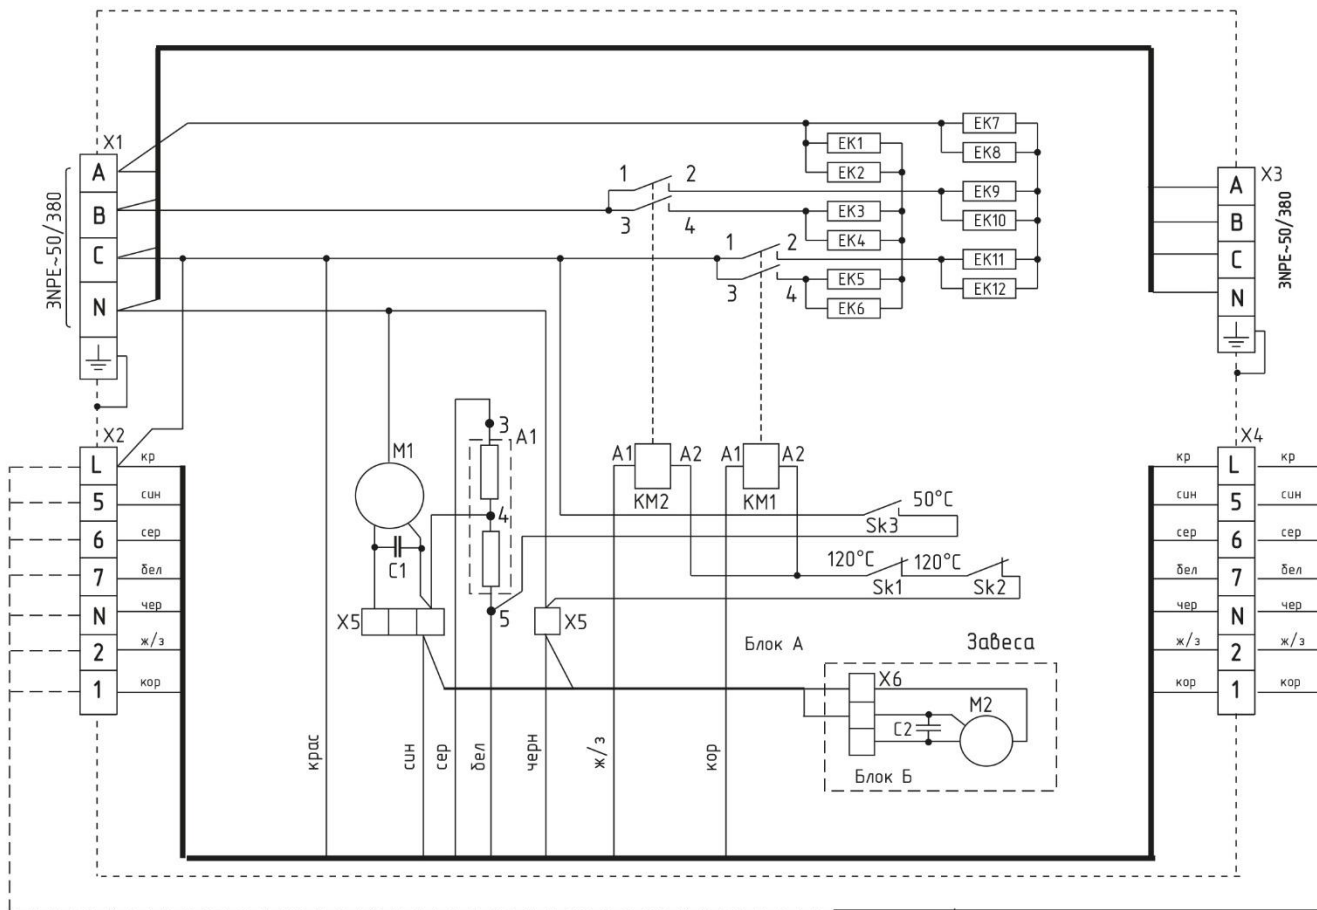 X1
A
B
C
N
3NPE~50/380
EK7
EK1
EK8
EK2
1 2
EK9
EK3
EK10
3 4
EK4
1 2
EK11
EK5
EK12
3 4
EK6
X3
A
B
C
N
3NPE~50/380
X2
L кр
5 син
6 сер
7 бел
N чер
2 ж/з
1 кор
M1
C1
X5
3
A1
4
5
A1 A2
KM2
A1 A2
KM1
X5
50°C
Sk3
120°C 120°C
Sk1 Sk2
Блок А
Завеса
X6
M2
C2
Блок Б
крас
син
сер
бел
черн
ж/з
кор
X4
кр L кр
син 5 син
сер 6 сер
бел 7 бел
чер N чер
ж/з 2 ж/з
кор 1 кор